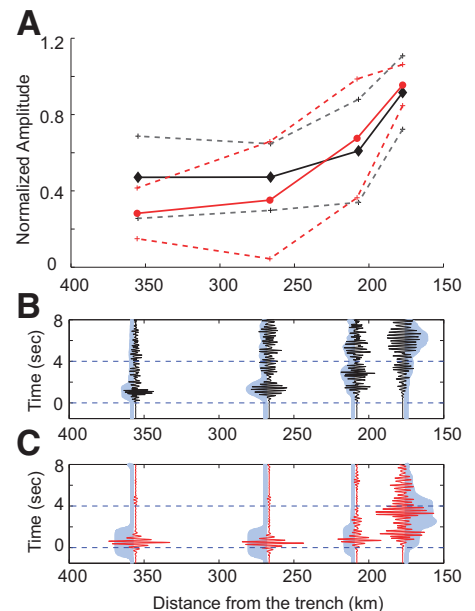 A
1.2
0.8
0.4
0
Normalized Amplitude
400 350 300 250 200 150
B
8
4
0
Time (sec)
400 350 300 250 200 150
C
8
4
0
Time (sec)
400 350 300 250 200 150
Distance from the trench (km)